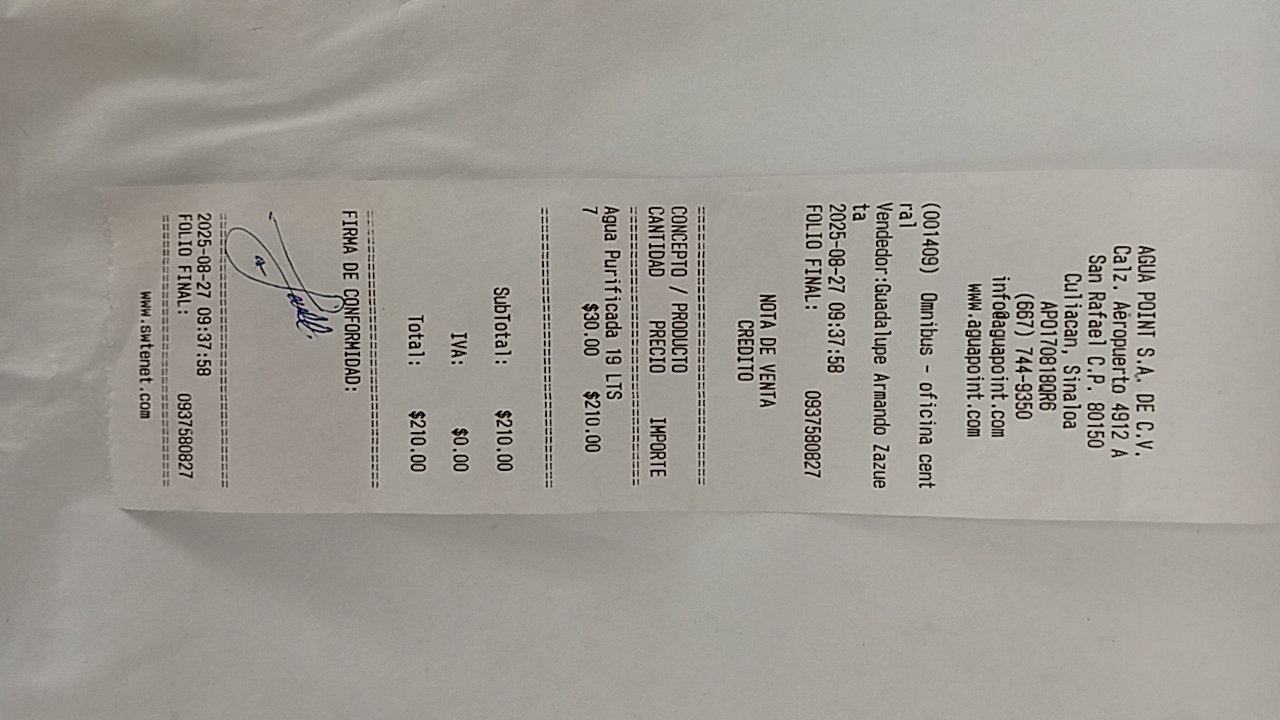 AGUA POINT S.A. DE C.V.
Calz. Aeropuerto 4912 A
San Rafael C.P. 80150
Culiacan, Sinaloa
APO170818QR6
(667) 744-9350
info@aguapoint.com
www.aguapoint.com
(001409) Omnibus - oficina cent
ral
Vendedor:Guadalupe Armando Zazue
ta
2025-08-27 09:37:58
FOLIO FINAL: 0937580827
NOTA DE VENTA
CREDITO
================================
CONCEPTO / PRODUCTO
CANTIDAD PRECIO IMPORTE
================================
Agua Purificada 19 LTS
7 $30.00 $210.00
================================
SubTotal: $210.00
IVA: $0.00
Total: $210.00
================================
FIRMA DE CONFORMIDAD:
================================
2025-08-27 09:37:58
FOLIO FINAL: 0937580827
================================
www.swtenet.com